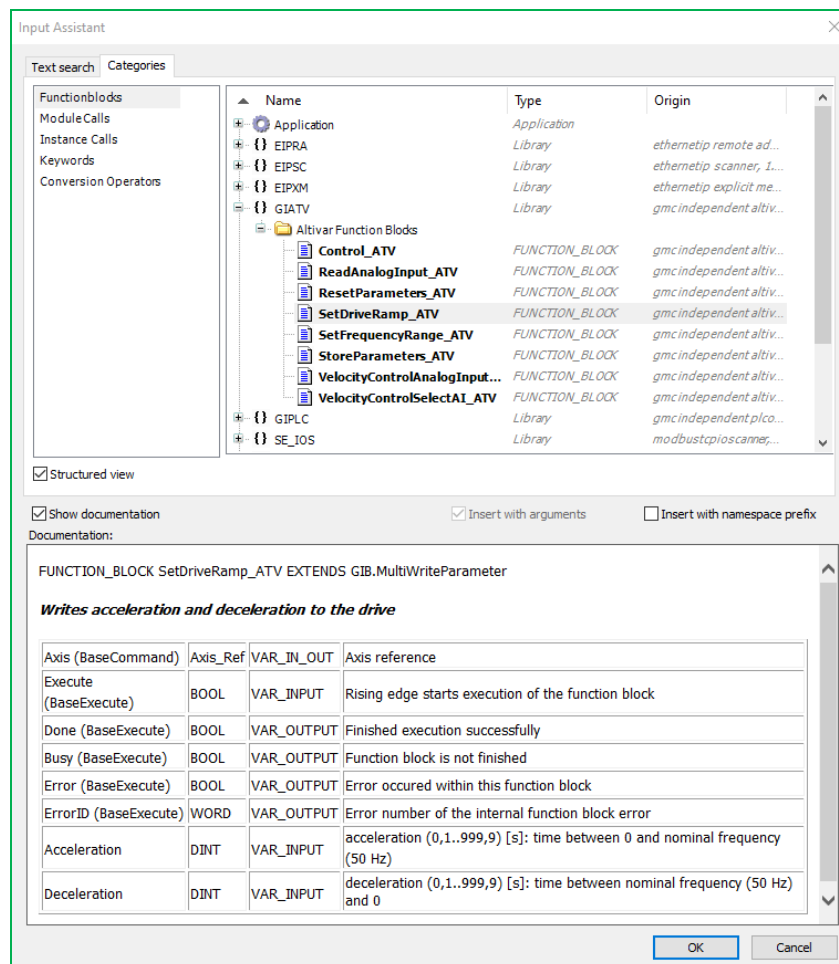 Input Assistant
Text search Categories
Functionblocks
ModuleCalls
Instance Calls
Keywords
Conversion Operators
Name Type Origin
Application Application
{} EIPRA Library ethernetip remote ad...
{} EIPSC Library ethernetip scanner, 1....
{} EIPXM Library ethernetip explicit me...
{} GIATV Library gmcindependent altiv...
Altivar Function Blocks
Control_ATV FUNCTION_BLOCK gmcindependent altiv...
ReadAnalogInput_ATV FUNCTION_BLOCK gmcindependent altiv...
ResetParameters_ATV FUNCTION_BLOCK gmcindependent altiv...
SetDriveRamp_ATV FUNCTION_BLOCK gmcindependent altiv...
SetFrequencyRange_ATV FUNCTION_BLOCK gmcindependent altiv...
StoreParameters_ATV FUNCTION_BLOCK gmcindependent altiv...
VelocityControlAnalogInput... FUNCTION_BLOCK gmcindependent altiv...
VelocityControlSelectAI_ATV FUNCTION_BLOCK gmcindependent altiv...
{} GIPLC Library gmcindependent plco...
{} SE_IOS Library modbustcpioscanner,...
Structured view
Show documentation Insert with arguments Insert with namespace prefix
Documentation:
FUNCTION_BLOCK SetDriveRamp_ATV EXTENDS GIB.MultiWriteParameter
Writes acceleration and deceleration to the drive
Axis (BaseCommand) Axis_Ref VAR_IN_OUT Axis reference
Execute
(BaseExecute) BOOL VAR_INPUT Rising edge starts execution of the function block
Done (BaseExecute) BOOL VAR_OUTPUT Finished execution successfully
Busy (BaseExecute) BOOL VAR_OUTPUT Function block is not finished
Error (BaseExecute) BOOL VAR_OUTPUT Error occured within this function block
ErrorID (BaseExecute) WORD VAR_OUTPUT Error number of the internal function block error
Acceleration DINT VAR_INPUT acceleration (0,1..999,9) [s]: time between 0 and nominal frequency
(50 Hz)
Deceleration DINT VAR_INPUT deceleration (0,1..999,9) [s]: time between nominal frequency (50 Hz)
and 0
OK Cancel